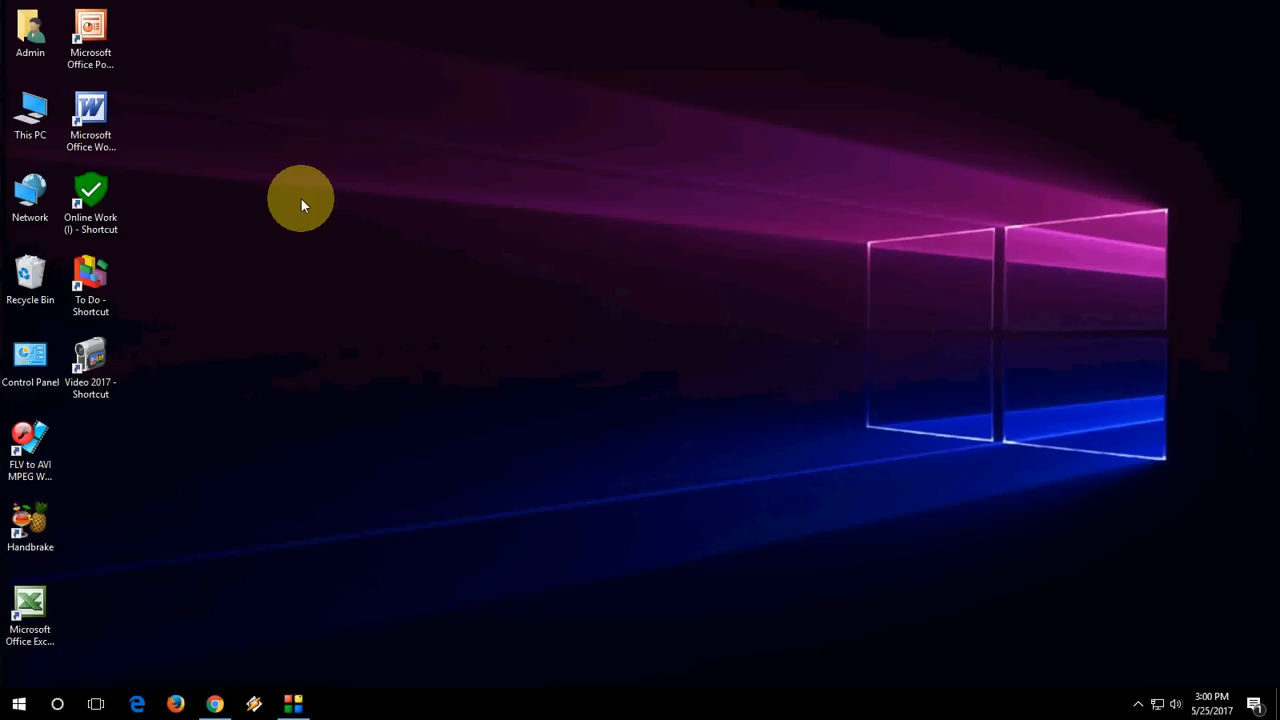 Admin
Microsoft
Office Po...
This PC
Microsoft
Office Wo...
Network
Online Work
(I) - Shortcut
Recycle Bin
To Do -
Shortcut
Control Panel
Video 2017 -
Shortcut
FLV to AVI
MPEG W...
Handbrake
Microsoft
Office Exc...
3:00 PM
5/25/2017
1